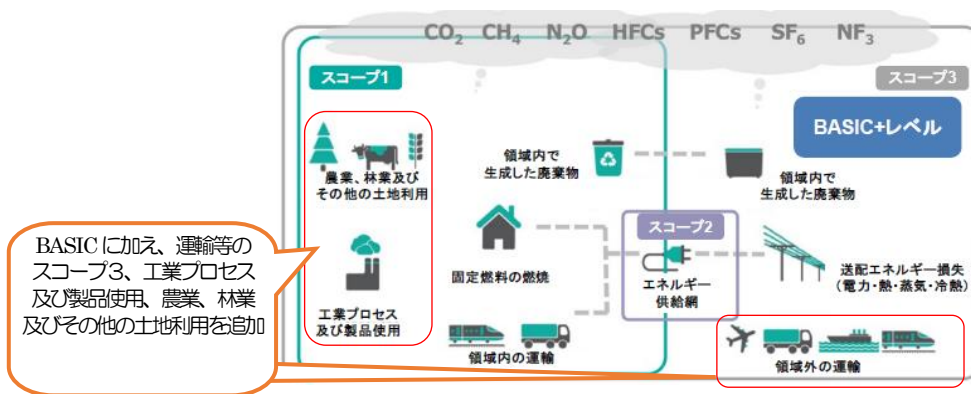 CO₂ CH₄ N₂O HFCs PFCs SF₆ NF₃
スコープ1
スコープ3
BASIC+レベル
農業、林業及び
その他の土地利用
領域内で
生成した廃棄物
領域内で
生成した廃棄物
スコープ2
固定燃料の燃焼
エネルギー
供給網
送配エネルギー損失
(電力・熱・蒸気・冷熱)
工業プロセス
及び製品使用
領域内の運輸
領域外の運輸
BASICに加え、運輸等の
スコープ3、工業プロセス
及び製品使用、農業、林業
及びその他の土地利用を追加